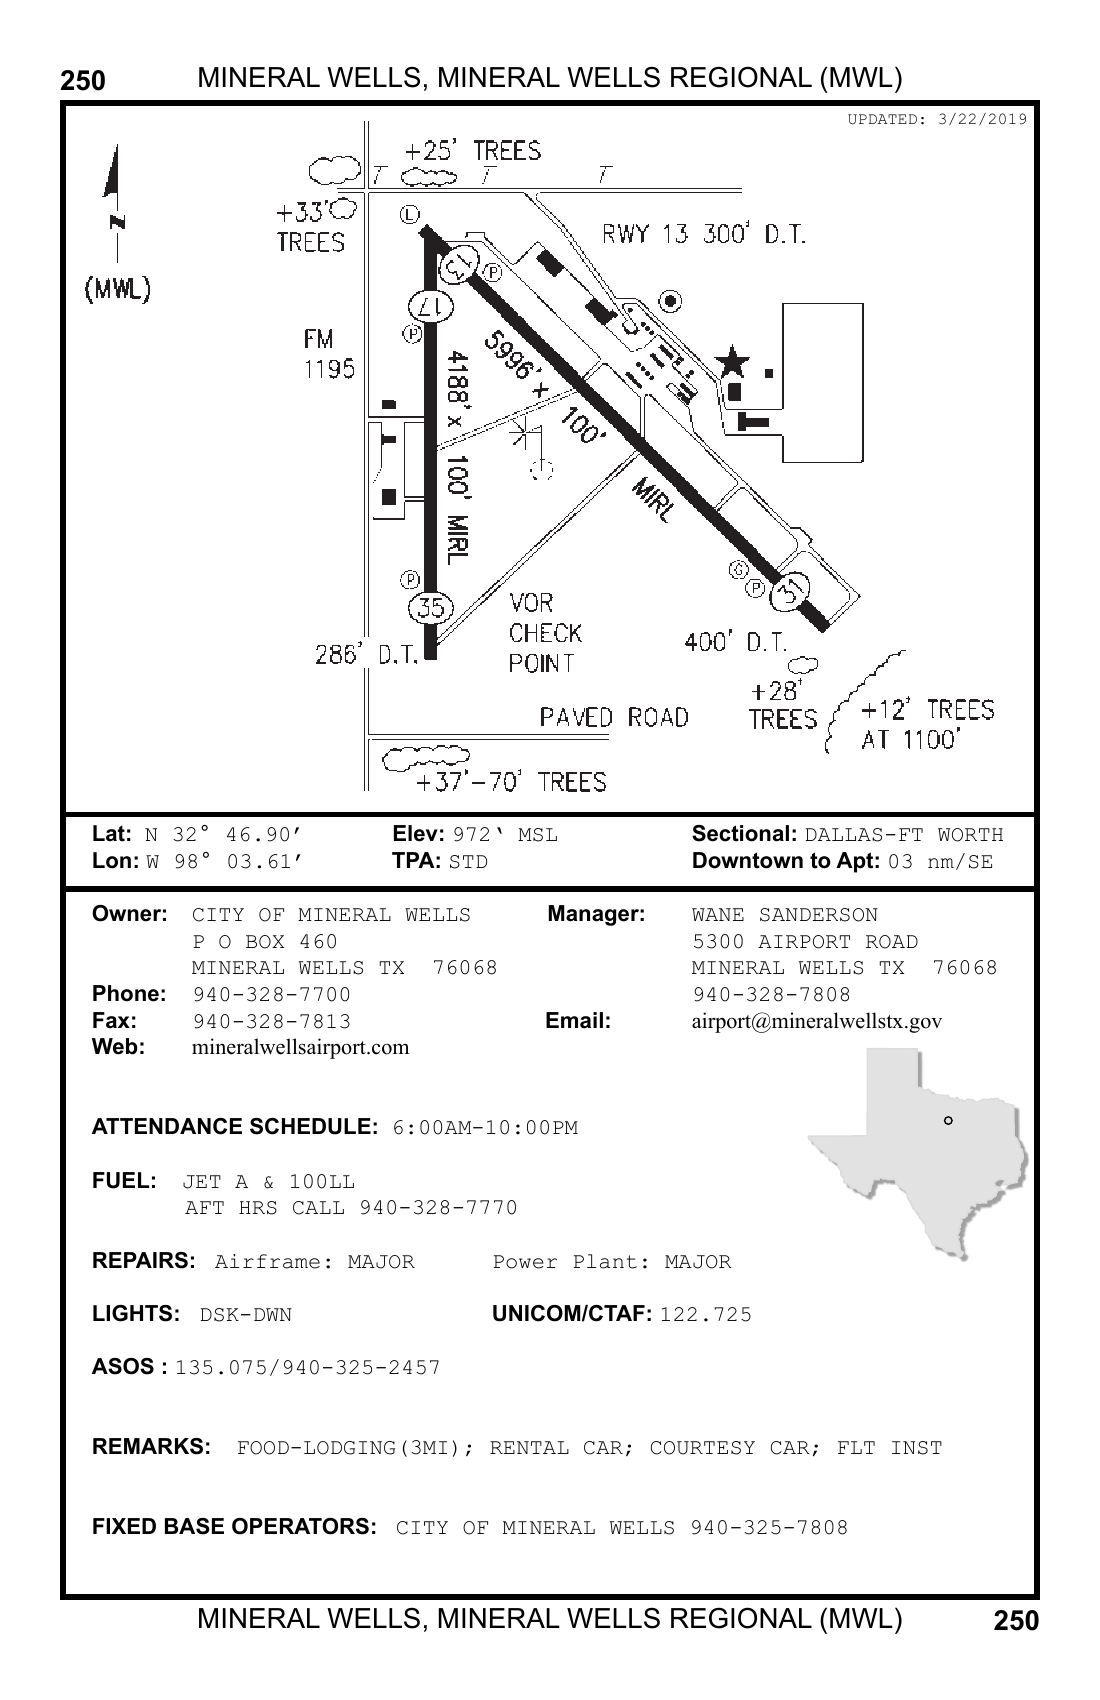 250 MINERAL WELLS, MINERAL WELLS REGIONAL (MWL)
UPDATED: 3/22/2019
+25' TREES
T T T
+33'
TREES
L
RWY 13 300' D.T.
N
(MWL)
13
P
17
P
FM
1195
5996' x 100' MIRL
4188' x 100' MIRL
P
G
P
31
35
VOR
CHECK
POINT
286' D.T.
400' D.T.
+28'
TREES
+12' TREES
AT 1100'
PAVED ROAD
+37'-70' TREES
Lat: N 32° 46.90’ Elev: 972‘ MSL Sectional: DALLAS-FT WORTH
Lon: W 98° 03.61’ TPA: STD Downtown to Apt: 03 nm/SE
Owner: CITY OF MINERAL WELLS Manager: WANE SANDERSON
P O BOX 460 5300 AIRPORT ROAD
MINERAL WELLS TX 76068 MINERAL WELLS TX 76068
Phone: 940-328-7700 940-328-7808
Fax: 940-328-7813 Email: airport@mineralwellstx.gov
Web: mineralwellsairport.com
ATTENDANCE SCHEDULE: 6:00AM-10:00PM
FUEL: JET A & 100LL
AFT HRS CALL 940-328-7770
REPAIRS: Airframe: MAJOR Power Plant: MAJOR
LIGHTS: DSK-DWN UNICOM/CTAF: 122.725
ASOS : 135.075/940-325-2457
REMARKS: FOOD-LODGING(3MI); RENTAL CAR; COURTESY CAR; FLT INST
FIXED BASE OPERATORS: CITY OF MINERAL WELLS 940-325-7808
MINERAL WELLS, MINERAL WELLS REGIONAL (MWL) 250